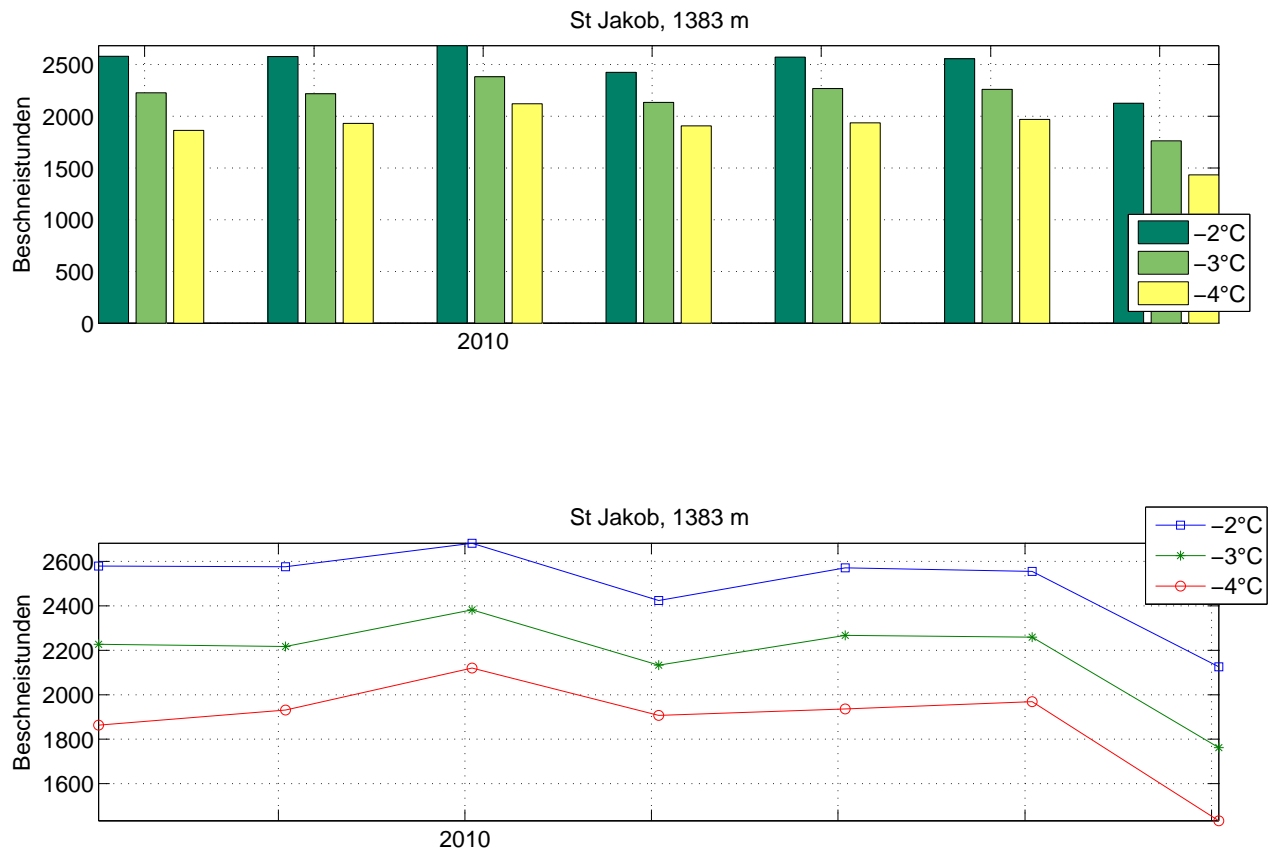 St Jakob, 1383 m
Beschneistunden
2500
2000
1500
1000
500
0
2010
–2°C
–3°C
–4°C
St Jakob, 1383 m
Beschneistunden
2600
2400
2200
2000
1800
1600
2010
–2°C
–3°C
–4°C